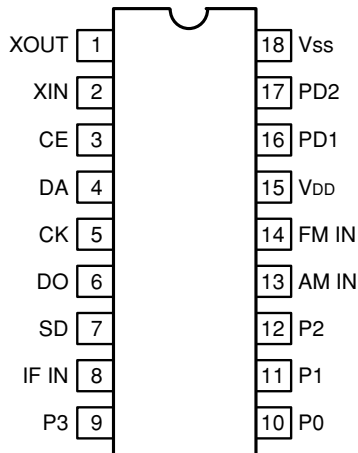 XOUT 1 18 Vss
XIN 2 17 PD2
CE 3 16 PD1
DA 4 15 VDD
CK 5 14 FM IN
DO 6 13 AM IN
SD 7 12 P2
IF IN 8 11 P1
P3 9 10 P0